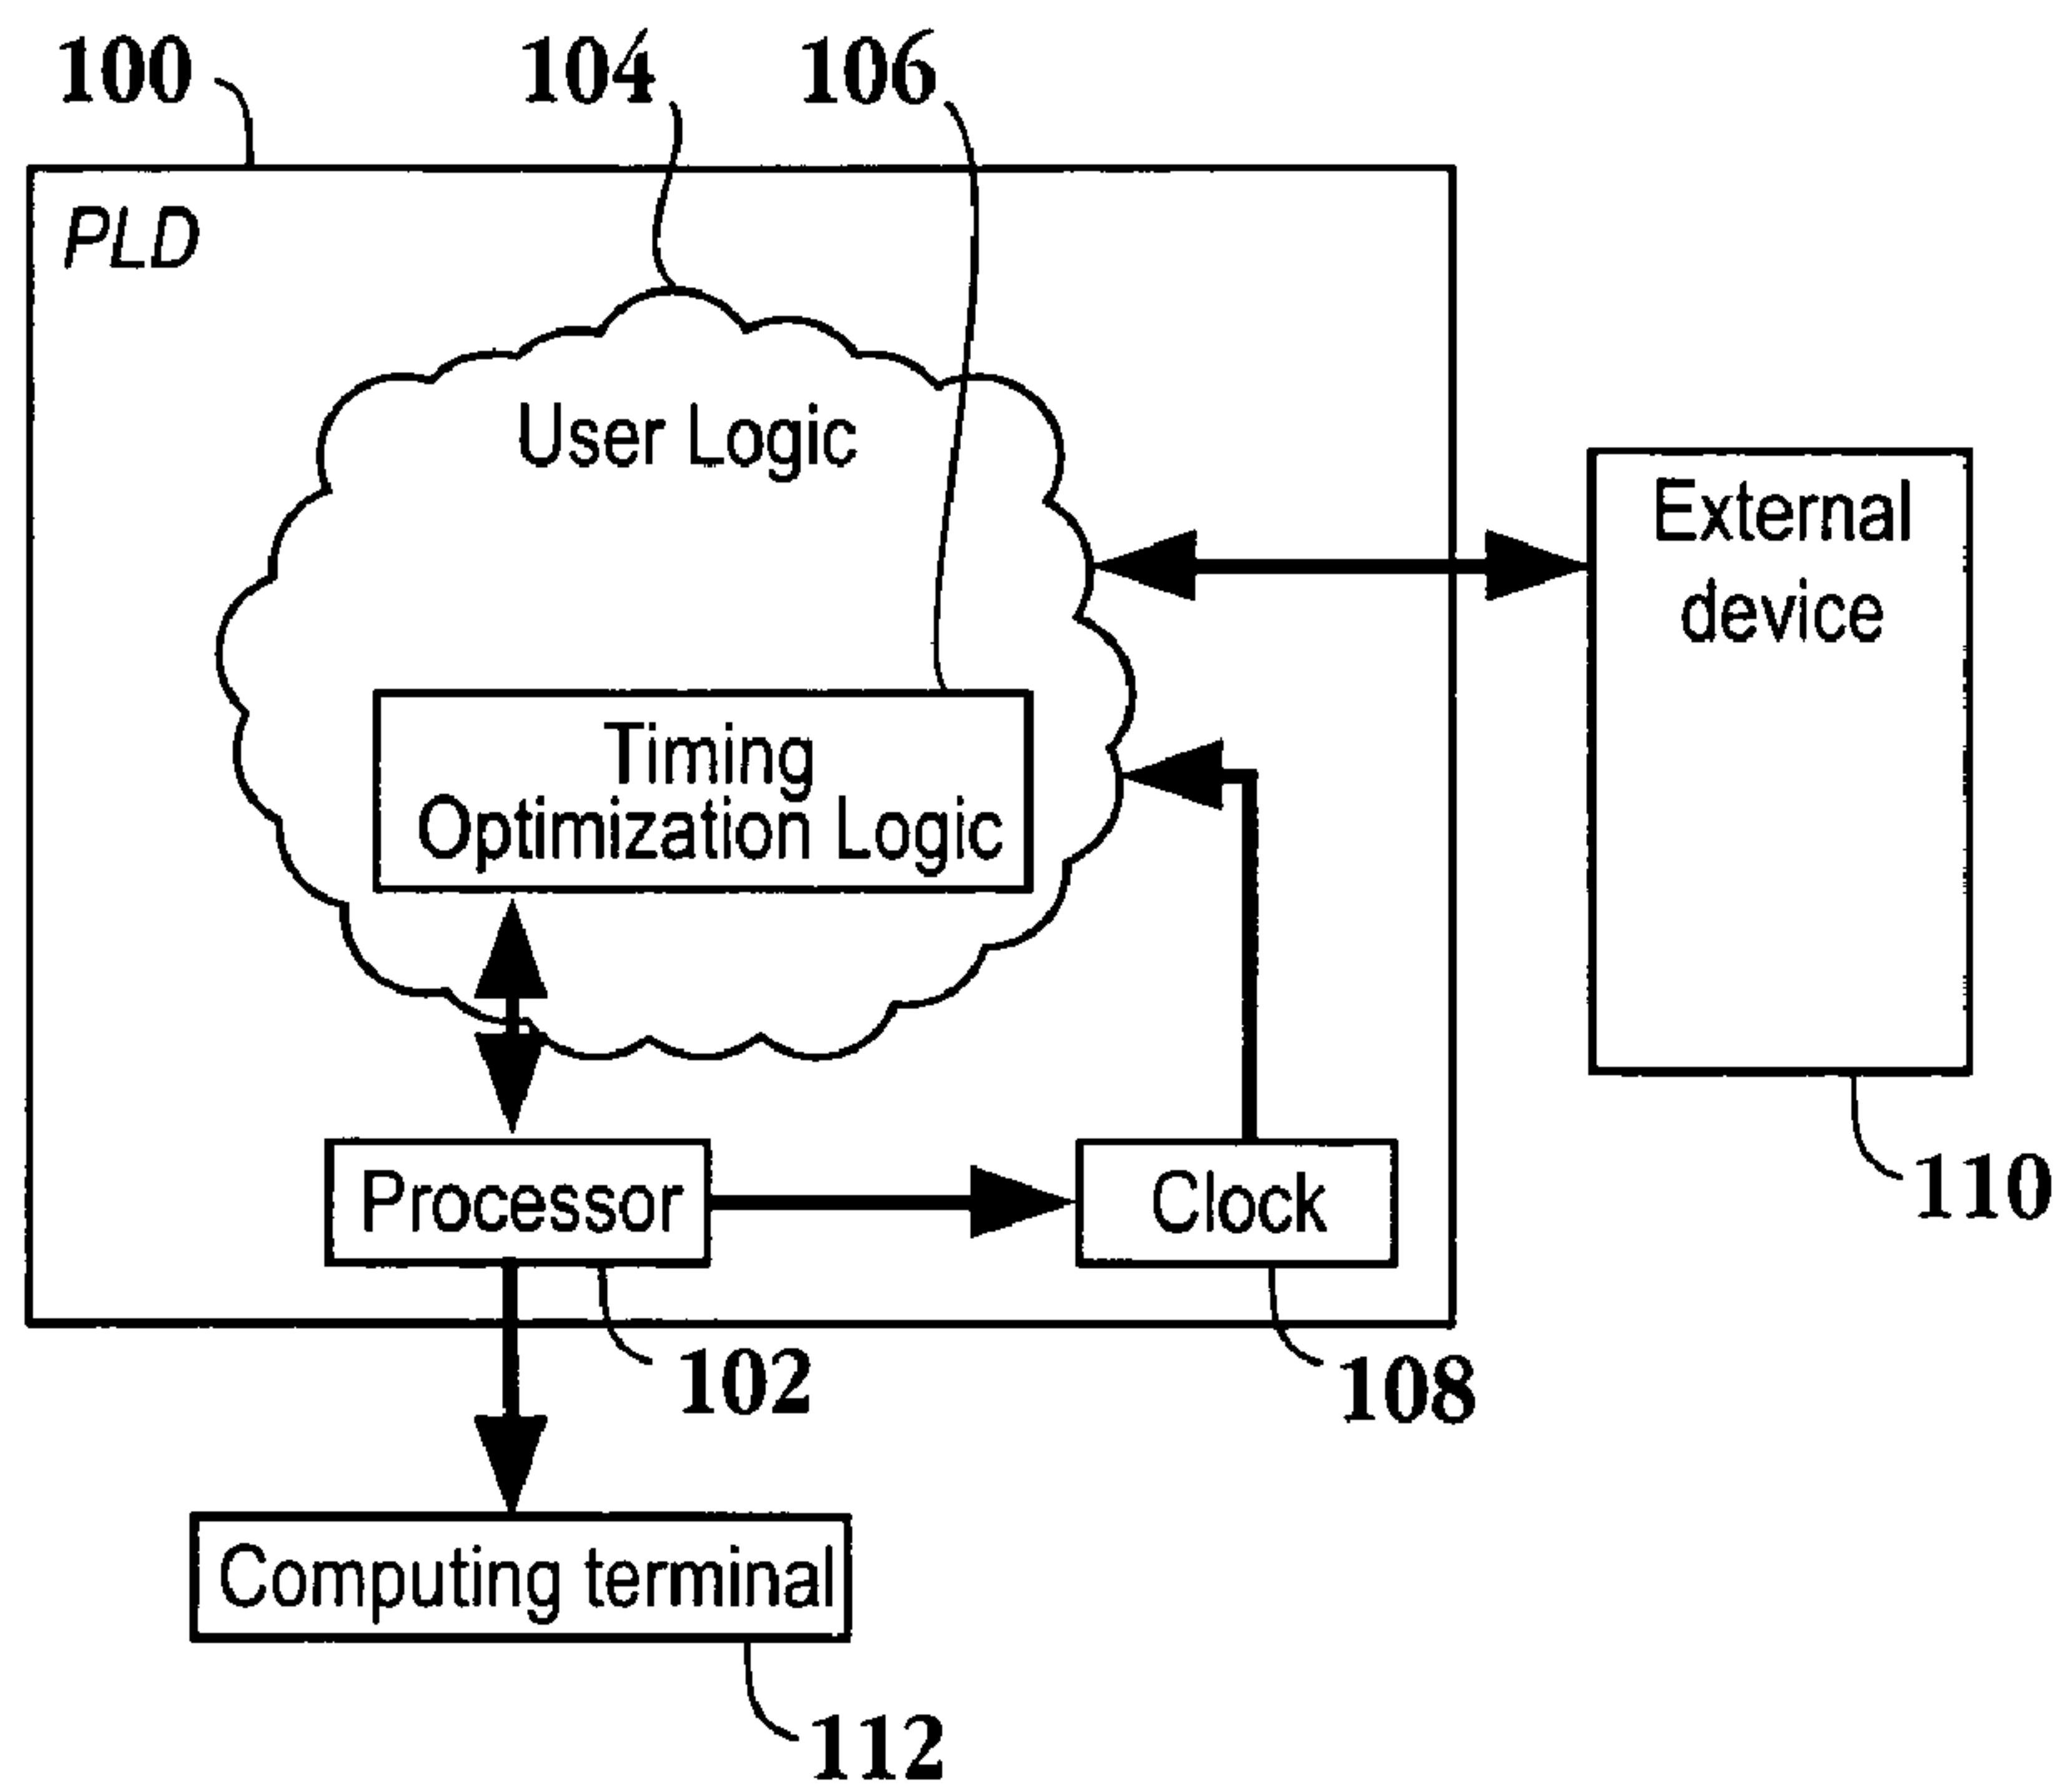 100
104
106
PLD
User Logic
External
device
Timing
Optimization Logic
Processor
Clock
110
102
108
Computing terminal
112